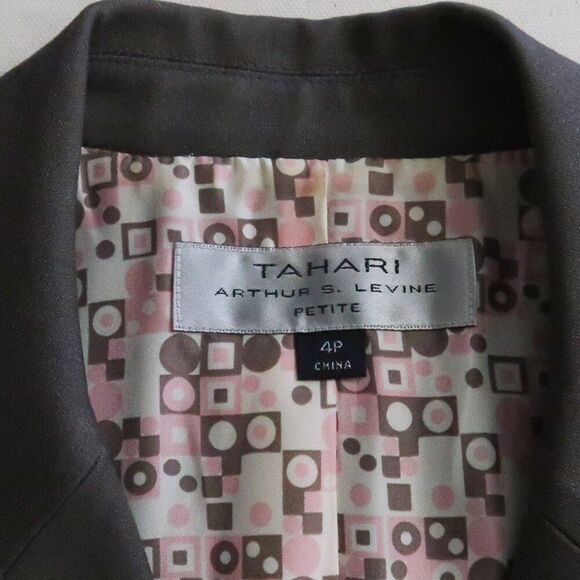 TAHARI
ARTHUR S. LEVINE
PETITE
4P
CHINA